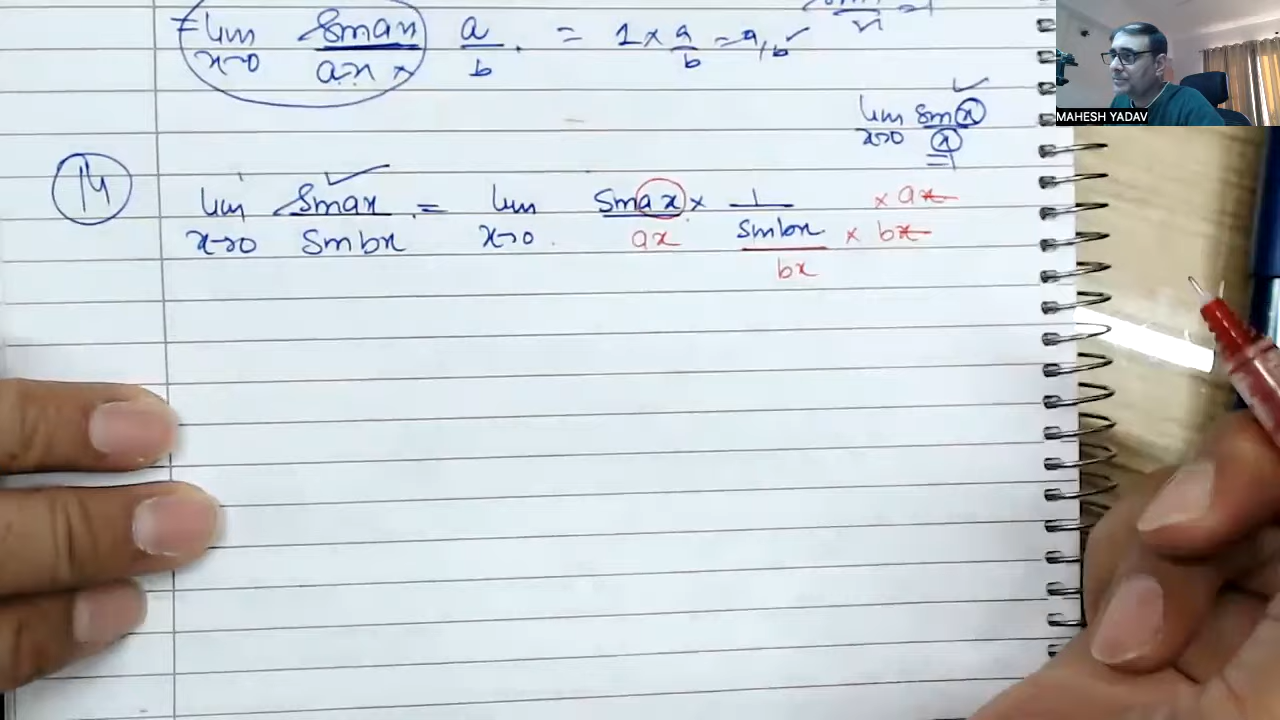 = lim x→0 sin ax / ax × a/b . = 1 × a/b = a/b ✓
MAHESH YADAV
lim x→0 sin x / x = 1
14 lim x→0 sin ax / sin bx = lim x→0 sin ax / ax × 1 / (sin bx / bx) × ax / × bx